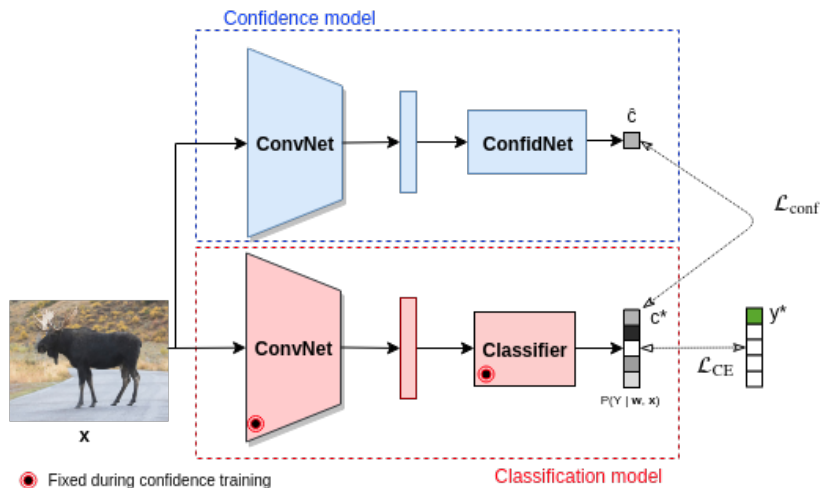 Confidence model
ConvNet
ConfidNet
ĉ
ℒconf
ConvNet
Classifier
c*
y*
ℒCE
P(Y | w, x)
x
Classification model
Fixed during confidence training